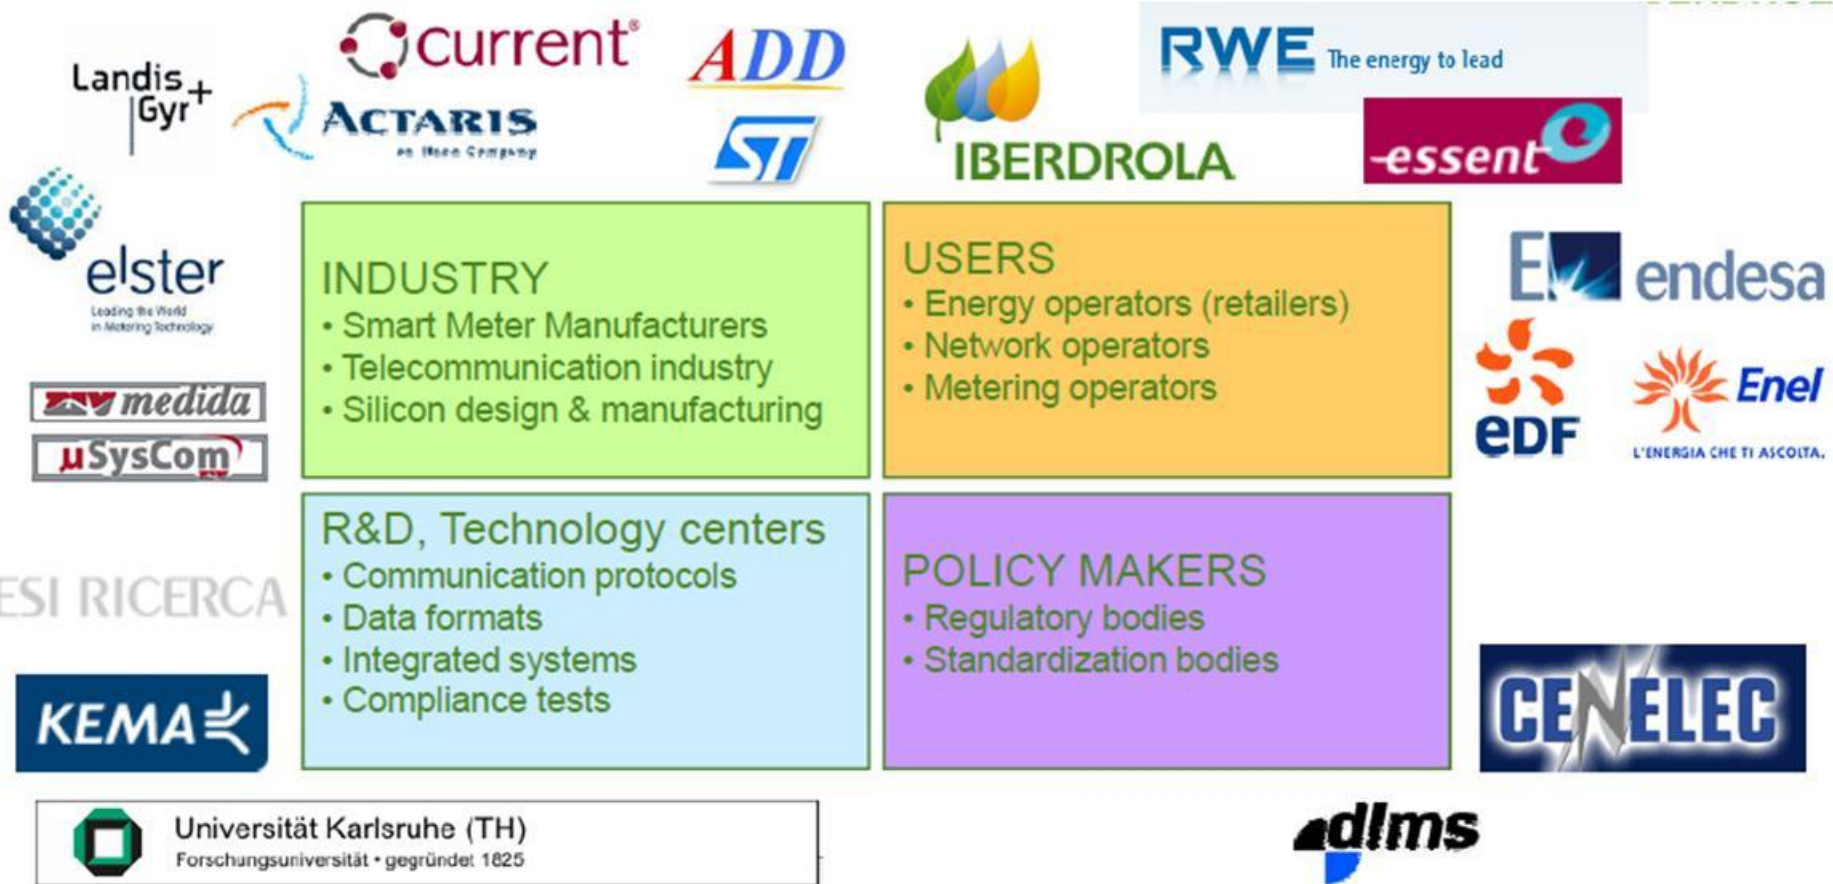 Landis
Gyr
current®
ACTARIS
ADD
ST
IBERDROLA
RWE The energy to lead
essent
elster
Leading the World
in Metering Technology
medida
µSysCom
INDUSTRY
• Smart Meter Manufacturers
• Telecommunication industry
• Silicon design & manufacturing
USERS
• Energy operators (retailers)
• Network operators
• Metering operators
endesa
eDF
Enel
L'ENERGIA CHE TI ASCOLTA.
ESI RICERCA
KEMA
R&D, Technology centers
• Communication protocols
• Data formats
• Integrated systems
• Compliance tests
POLICY MAKERS
• Regulatory bodies
• Standardization bodies
CENELEC
Universität Karlsruhe (TH)
Forschungsuniversität • gegründet 1825
dlms